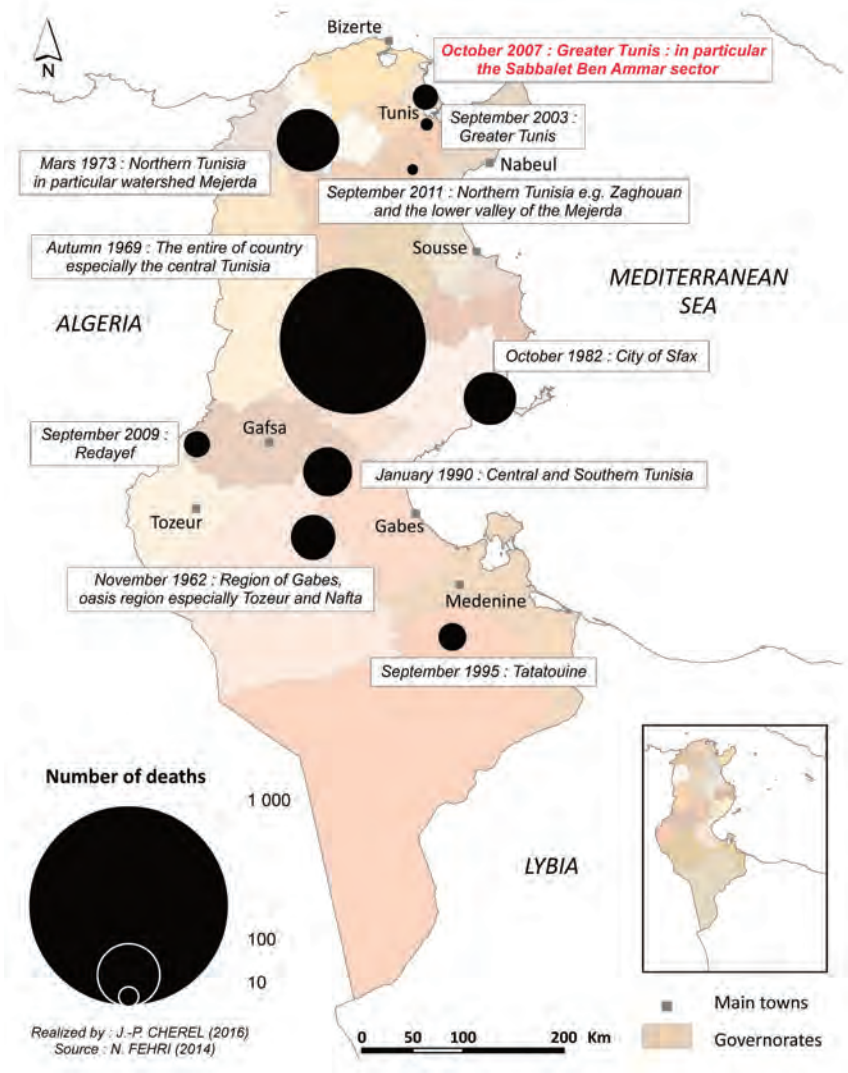 Bizerte
October 2007 : Greater Tunis : in particular
the Sabbalet Ben Ammar sector
N
Tunis
September 2003 :
Greater Tunis
Mars 1973 : Northern Tunisia
in particular watershed Mejerda
Nabeul
September 2011 : Northern Tunisia e.g. Zaghouan
and the lower valley of the Mejerda
Autumn 1969 : The entire of country
especially the central Tunisia
Sousse
MEDITERRANEAN
SEA
ALGERIA
October 1982 : City of Sfax
September 2009 :
Redayef
Gafsa
January 1990 : Central and Southern Tunisia
Tozeur
Gabes
November 1962 : Region of Gabes,
oasis region especially Tozeur and Nafta
Medenine
September 1995 : Tatatouine
Number of deaths
1 000
100
10
LYBIA
Realized by : J.-P. CHEREL (2016)
Source : N. FEHRI (2014)
0 50 100 200 Km
Main towns
Governorates